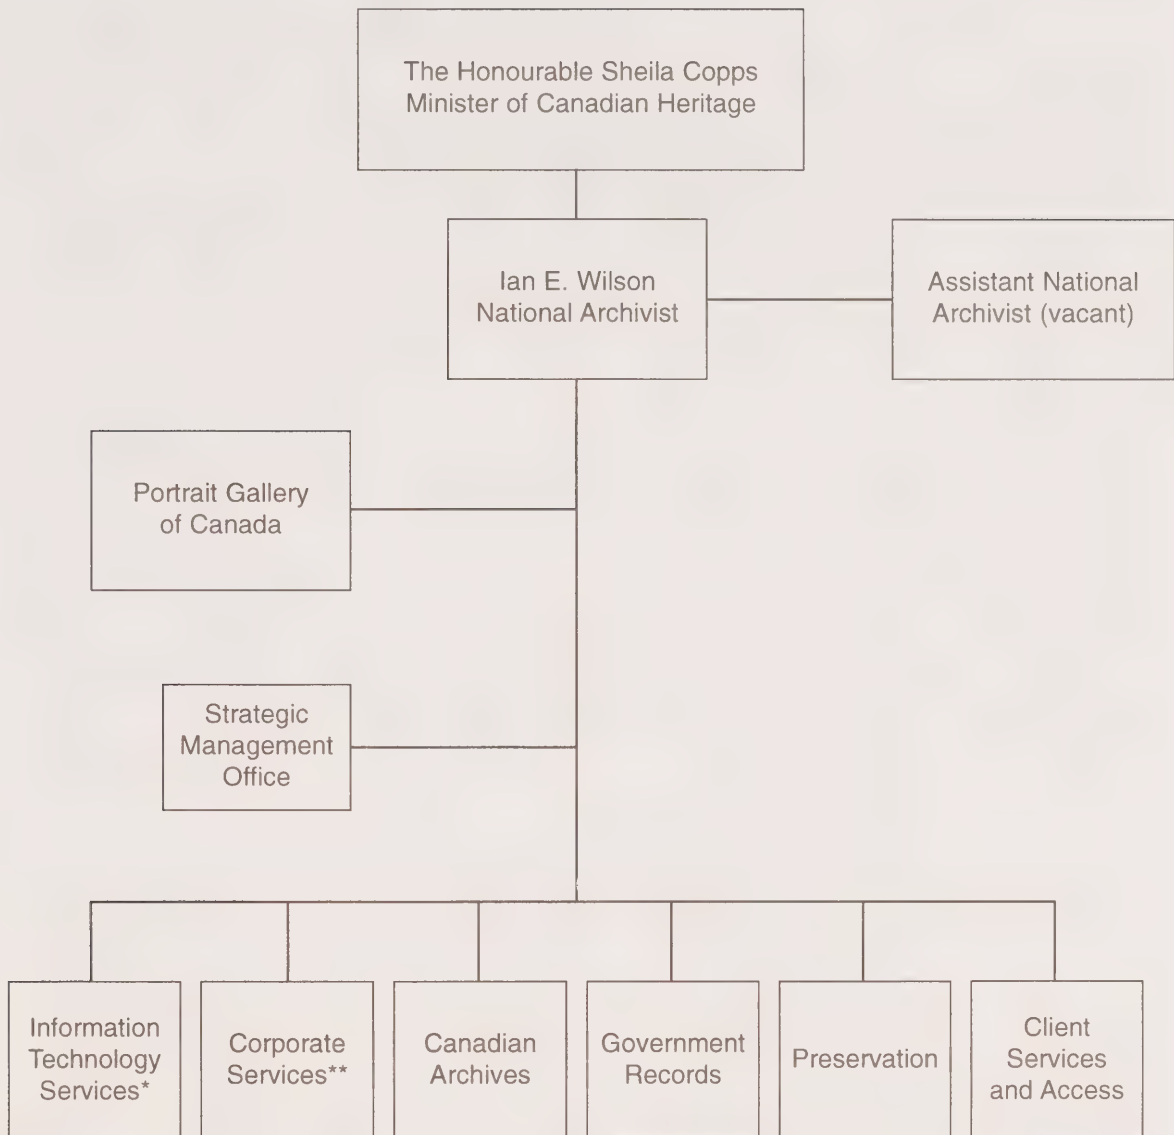 The Honourable Sheila Copps
Minister of Canadian Heritage
Ian E. Wilson
National Archivist
Assistant National
Archivist (vacant)
Portrait Gallery
of Canada
Strategic
Management
Office
Information
Technology
Services*
Corporate
Services**
Canadian
Archives
Government
Records
Preservation
Client
Services
and Access